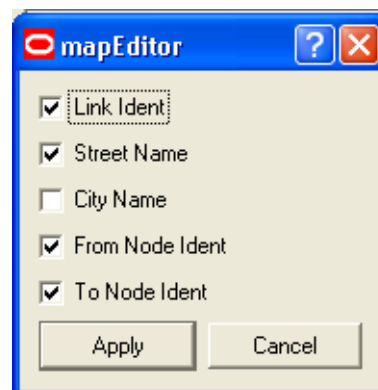 mapEditor ?
Link Ident
Street Name
City Name
From Node Ident
To Node Ident
Apply Cancel